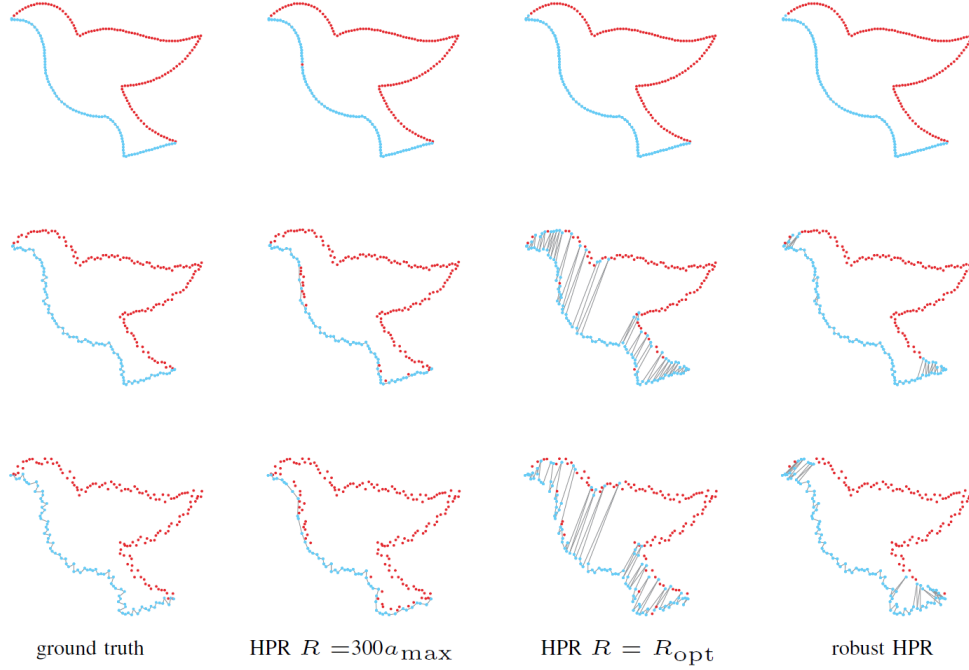 ground truth
HPR R =300a_max
HPR R = R_opt
robust HPR